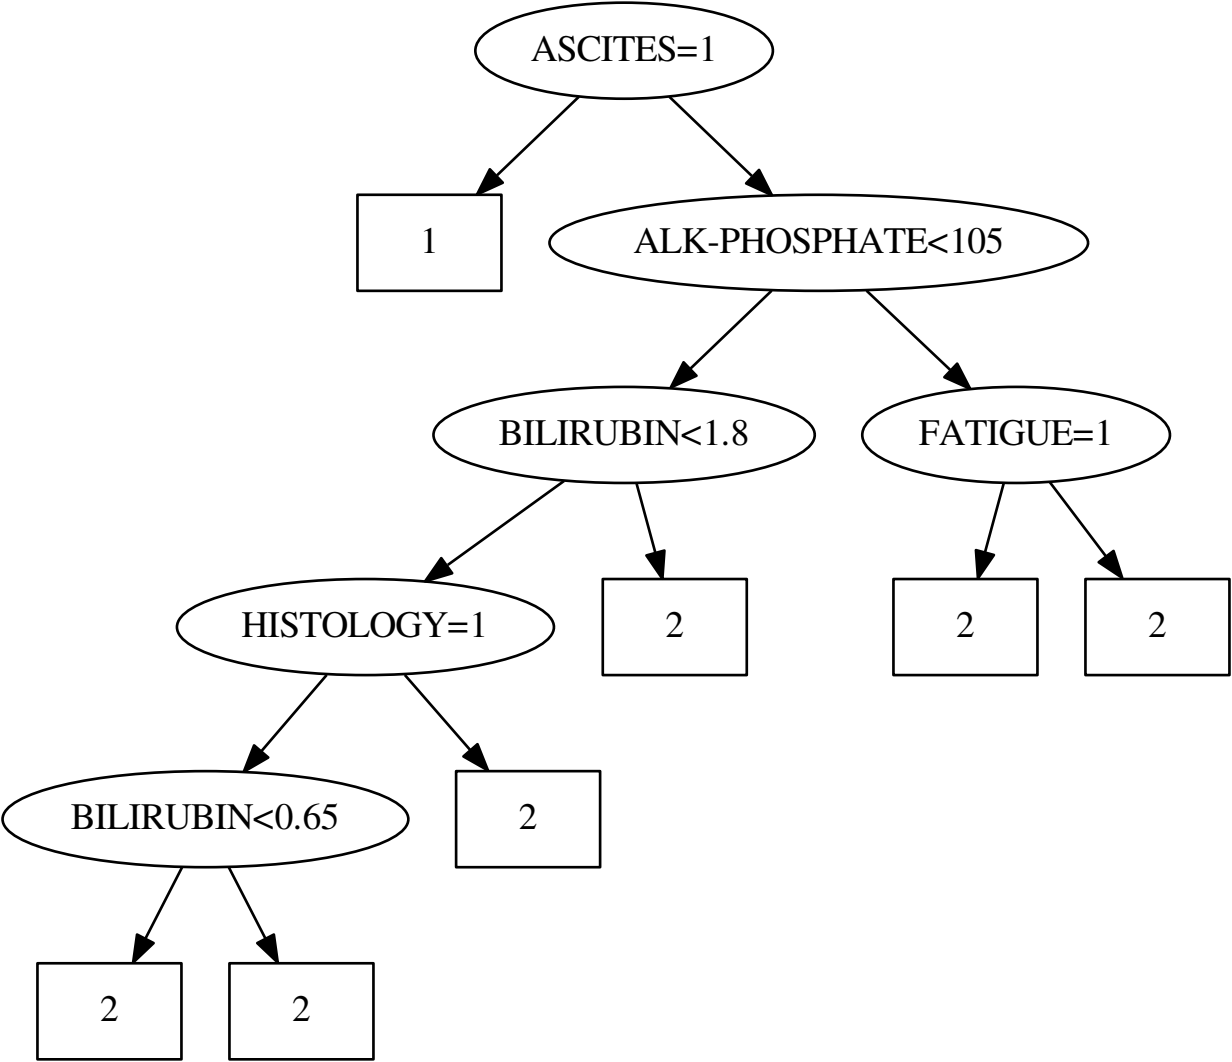 ASCITES=1
1
ALK-PHOSPHATE<105
BILIRUBIN<1.8
FATIGUE=1
HISTOLOGY=1
2
2
2
BILIRUBIN<0.65
2
2
2